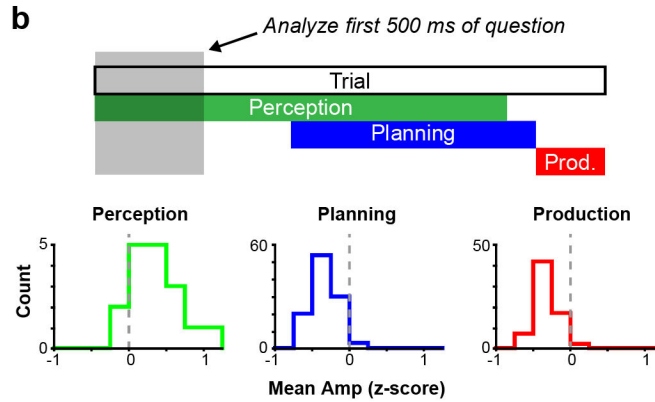 b
Analyze first 500 ms of question
Trial
Perception
Planning
Prod.
Perception Planning Production
5 60 50
Count
0 0 0
-1 0 1 -1 0 1 -1 0 1
Mean Amp (z-score)